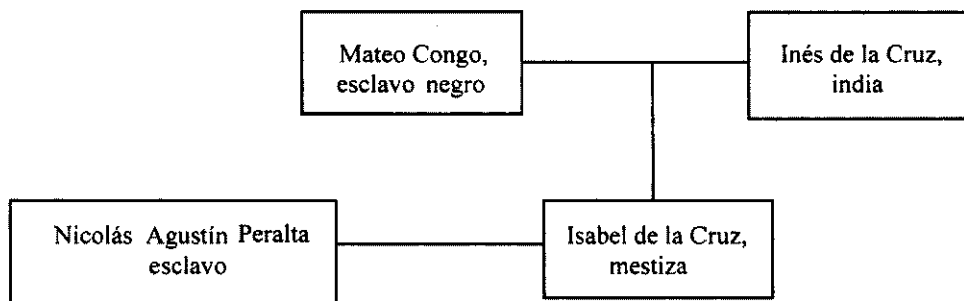 Mateo Congo,
esclavo negro
Inés de la Cruz,
india
Nicolás Agustín Peralta
esclavo
Isabel de la Cruz,
mestiza